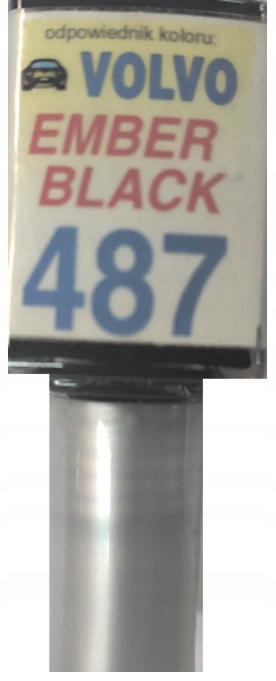 odpowiednik koloru:
VOLVO
EMBER
BLACK
487